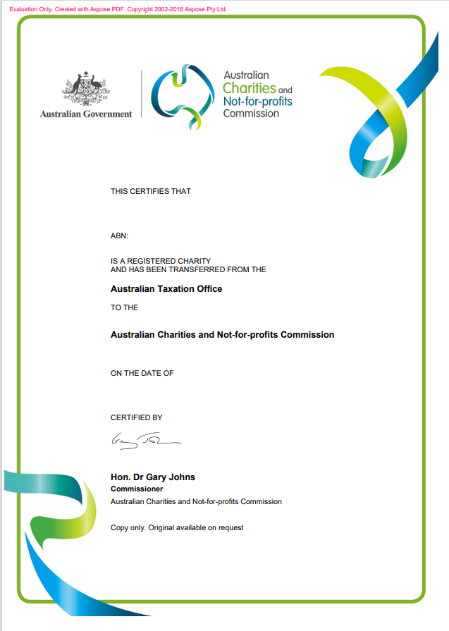 Evaluation Only. Created with Aspose.PDF. Copyright 2002-2018 Aspose Pty Ltd.
Australian Government
Australian
Charities and
Not-for-profits
Commission
THIS CERTIFIES THAT
ABN:
IS A REGISTERED CHARITY
AND HAS BEEN TRANSFERRED FROM THE
Australian Taxation Office
TO THE
Australian Charities and Not-for-profits Commission
ON THE DATE OF
CERTIFIED BY
Hon. Dr Gary Johns
Commissioner
Australian Charities and Not-for-profits Commission
Copy only. Original available on request